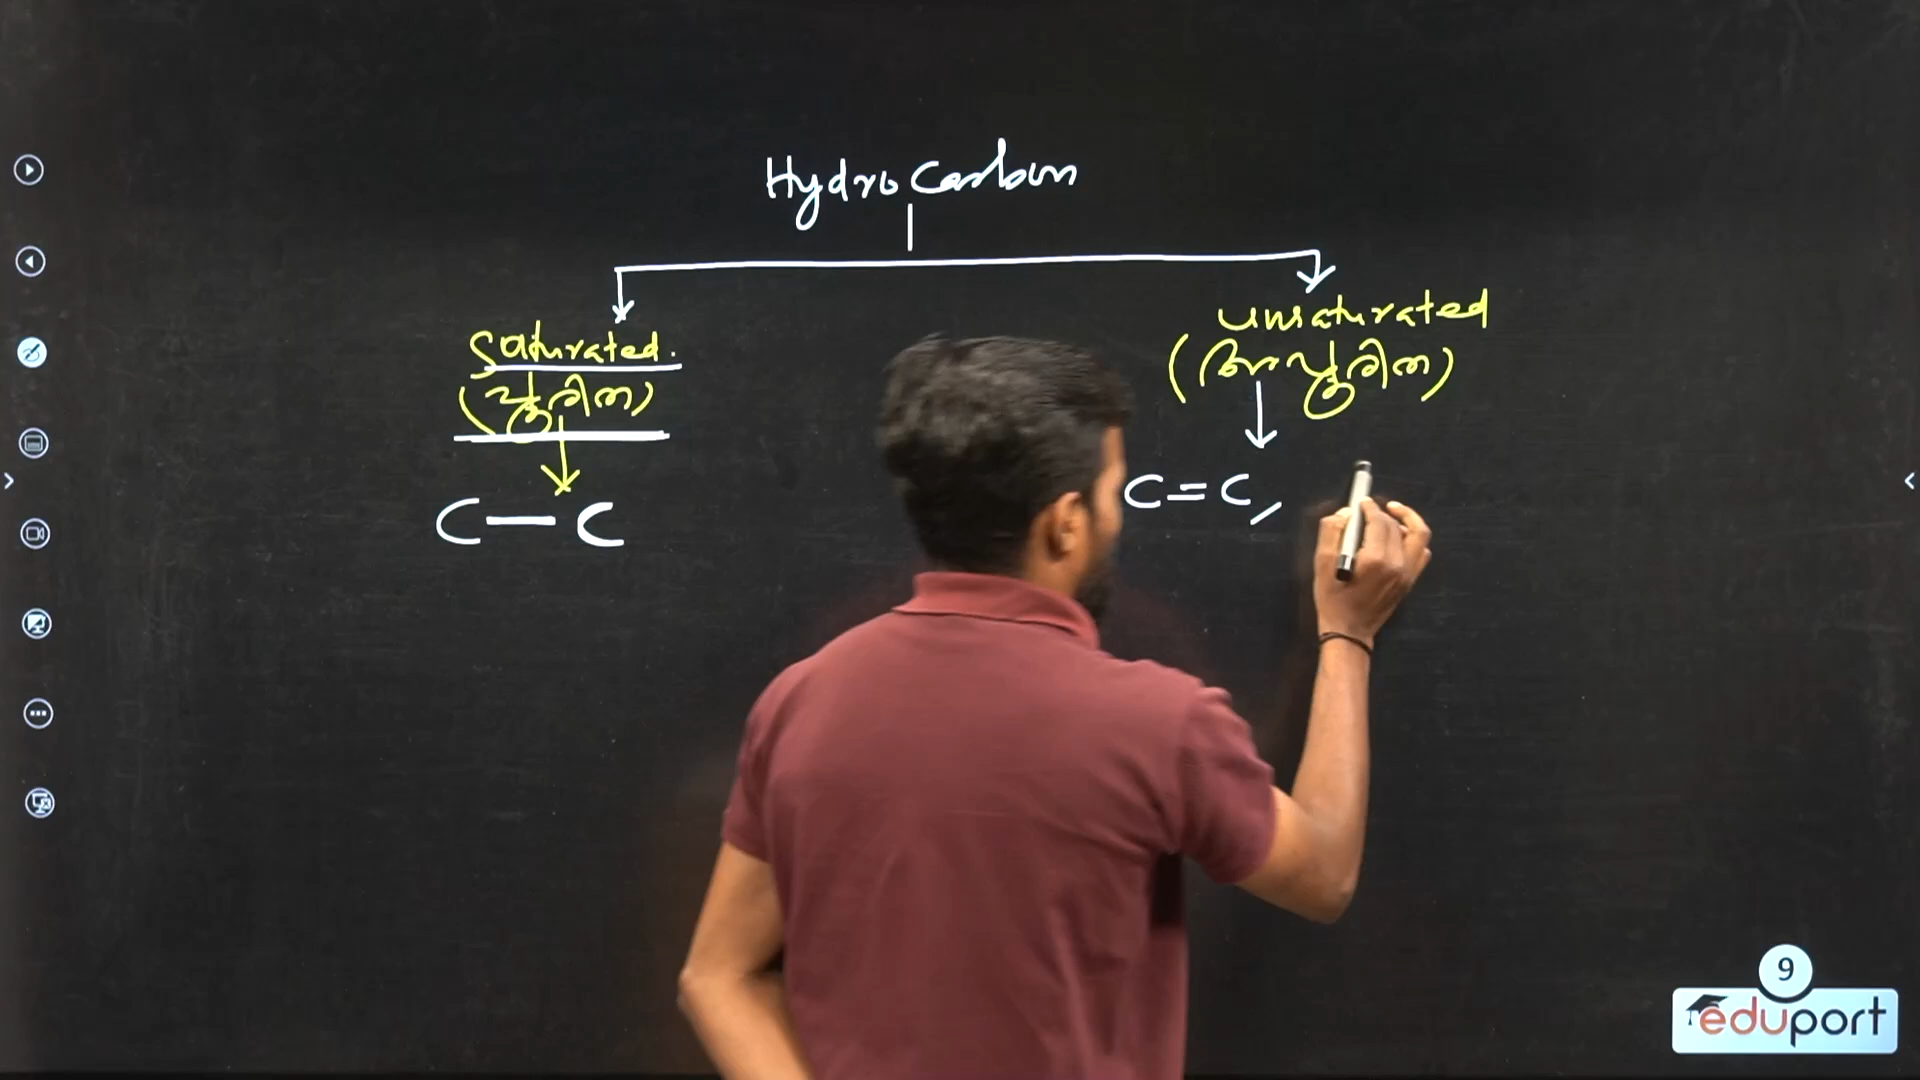 Hydro Carbon
saturated.
(പൂരിത)
unsaturated
(അപൂരിത)
C — C
C = C,
9
eduport